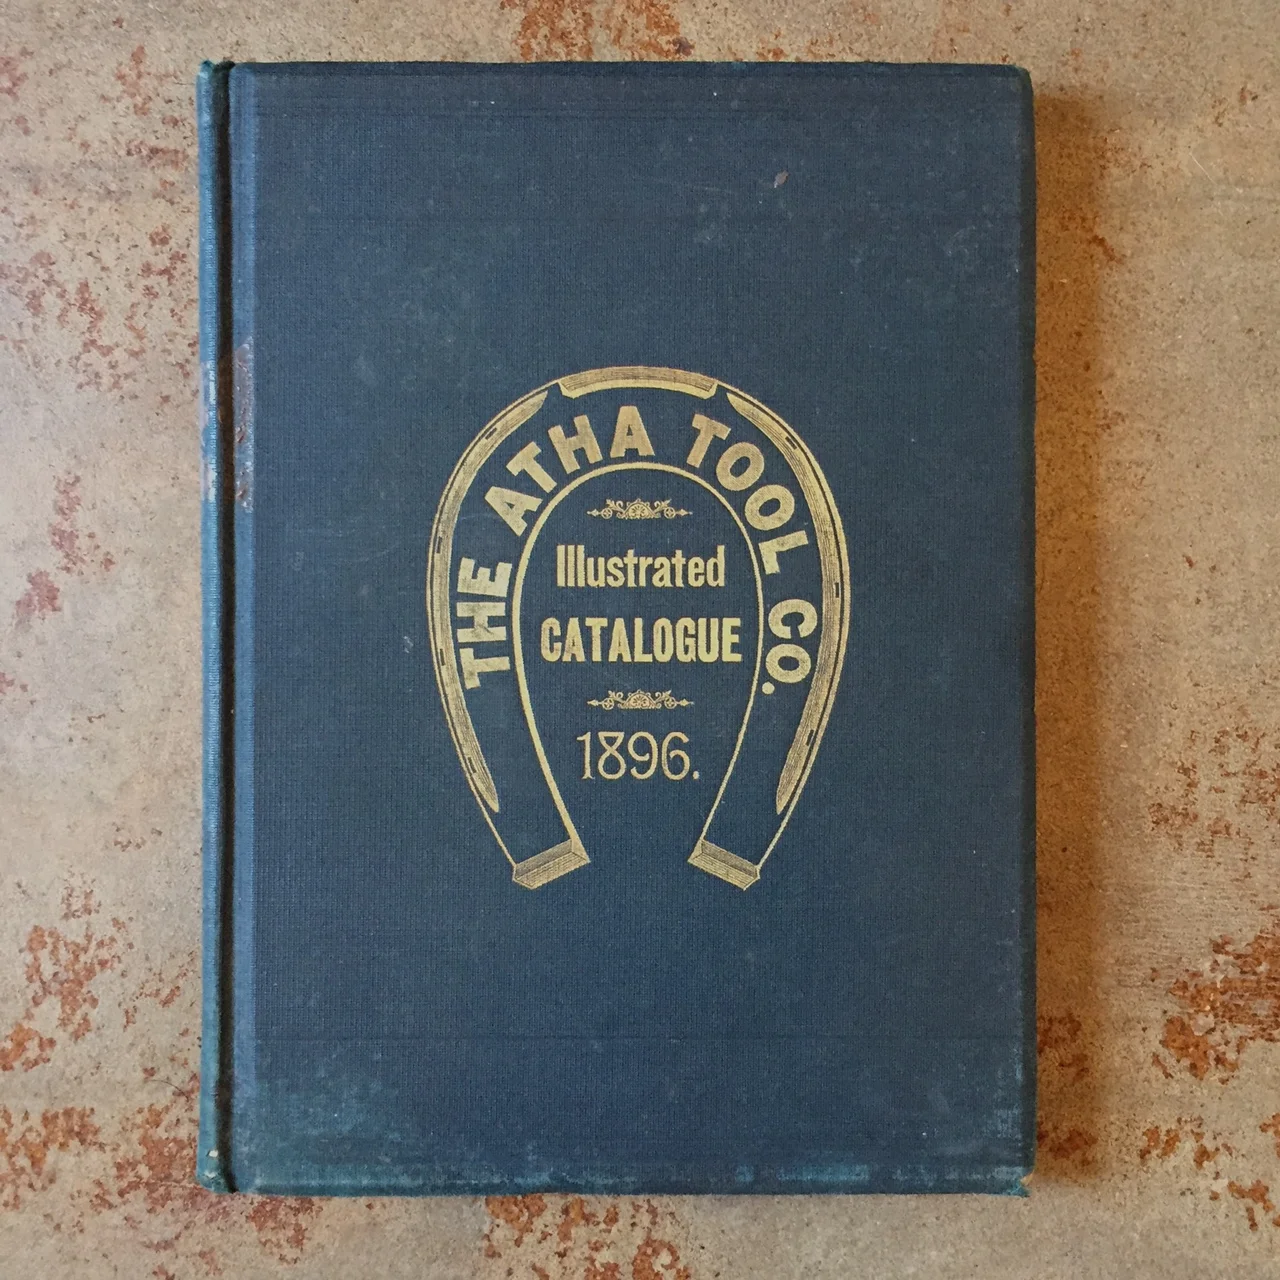 THE ATHA TOOL CO.
Illustrated
CATALOGUE
1896.